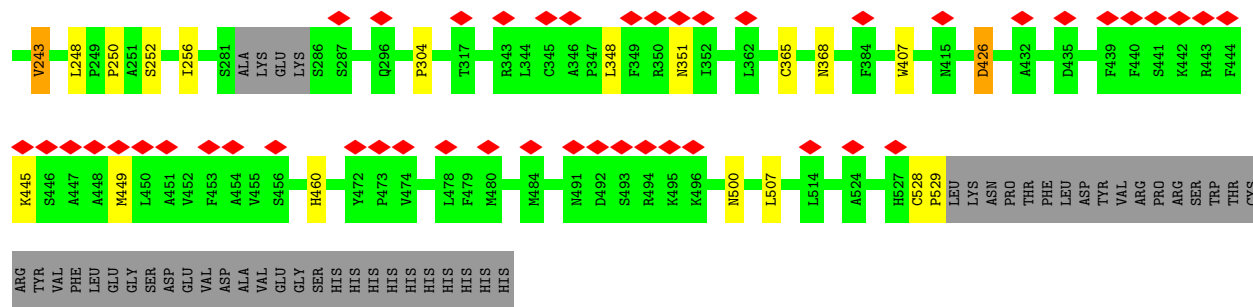 V243 L248 P249 P250 A251 S252 I256 S281 ALA LYS GLU LYS S286 S287 Q296 P304 T317 R343 L344 C345 A346 P347 L348 F349 R350 N351 I352 L362 C365 N368 F384 W407 N415 D426 A432 D435 F439 F440 S441 K442 R443 F444
K445 S446 A447 A448 M449 L450 A451 V452 F453 A454 V455 S456 H460 Y472 P473 V474 L478 F479 M480 M484 N491 D492 S493 R494 K495 K496 N500 L507 L514 A524 H527 C528 P529 LEU LYS ASN PRO THR PHE LEU ASP TYR VAL ARG PRO ARG SER TRP THR CYS
ARG TYR VAL PHE LEU GLU GLY SER ASP GLU VAL ASP ALA VAL GLU GLY SER HIS HIS HIS HIS HIS HIS HIS HIS HIS HIS